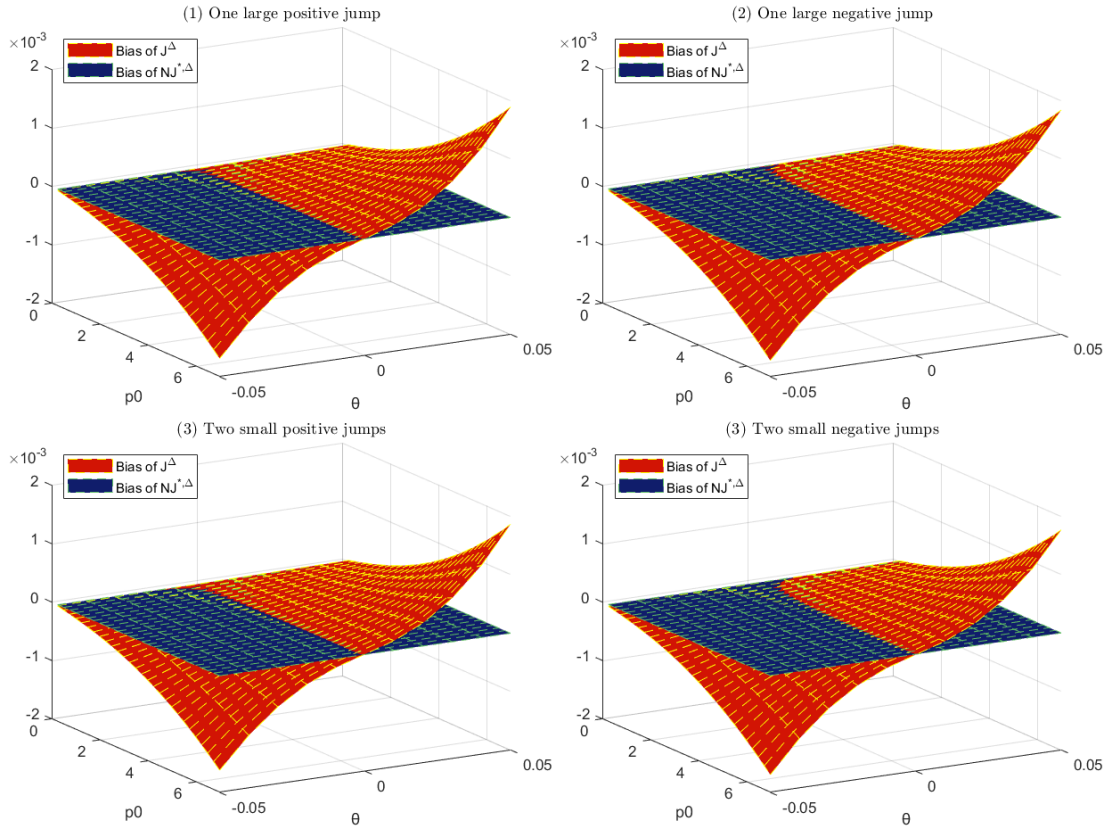 (1) One large positive jump
×10⁻³
Bias of J^Δ
Bias of NJ^*,Δ
2
1
0
-1
-2
0
2
4
6
p0
-0.05
0
0.05
θ
(2) One large negative jump
×10⁻³
Bias of J^Δ
Bias of NJ^*,Δ
2
1
0
-1
-2
0
2
4
6
p0
-0.05
0
0.05
θ
(3) Two small positive jumps
×10⁻³
Bias of J^Δ
Bias of NJ^*,Δ
2
1
0
-1
-2
0
2
4
6
p0
-0.05
0
0.05
θ
(3) Two small negative jumps
×10⁻³
Bias of J^Δ
Bias of NJ^*,Δ
2
1
0
-1
-2
0
2
4
6
p0
-0.05
0
0.05
θ